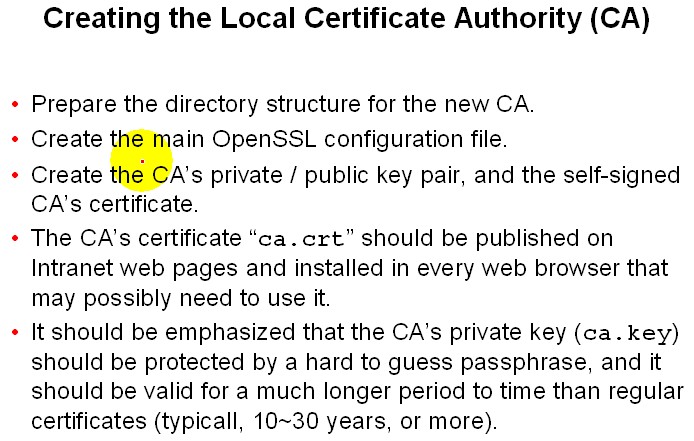 Creating the Local Certificate Authority (CA)
• Prepare the directory structure for the new CA.
• Create the main OpenSSL configuration file.
• Create the CA's private / public key pair, and the self-signed
CA's certificate.
• The CA's certificate “ca.crt” should be published on
Intranet web pages and installed in every web browser that
may possibly need to use it.
• It should be emphasized that the CA's private key (ca.key)
should be protected by a hard to guess passphrase, and it
should be valid for a much longer period to time than regular
certificates (typicall, 10~30 years, or more).